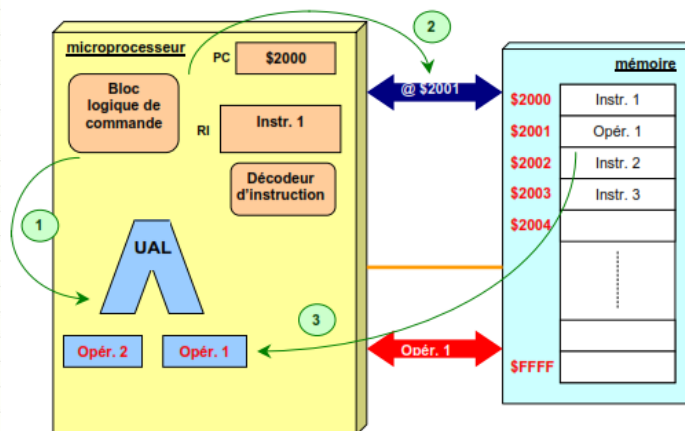 microprocesseur
PC
$2000
2
Bloc
logique de
commande
RI
Instr. 1
Décodeur
d'instruction
1
UAL
3
Opér. 2
Opér. 1
@ $2001
Opér. 1
mémoire
$2000
Instr. 1
$2001
Opér. 1
$2002
Instr. 2
$2003
Instr. 3
$2004
$FFFF